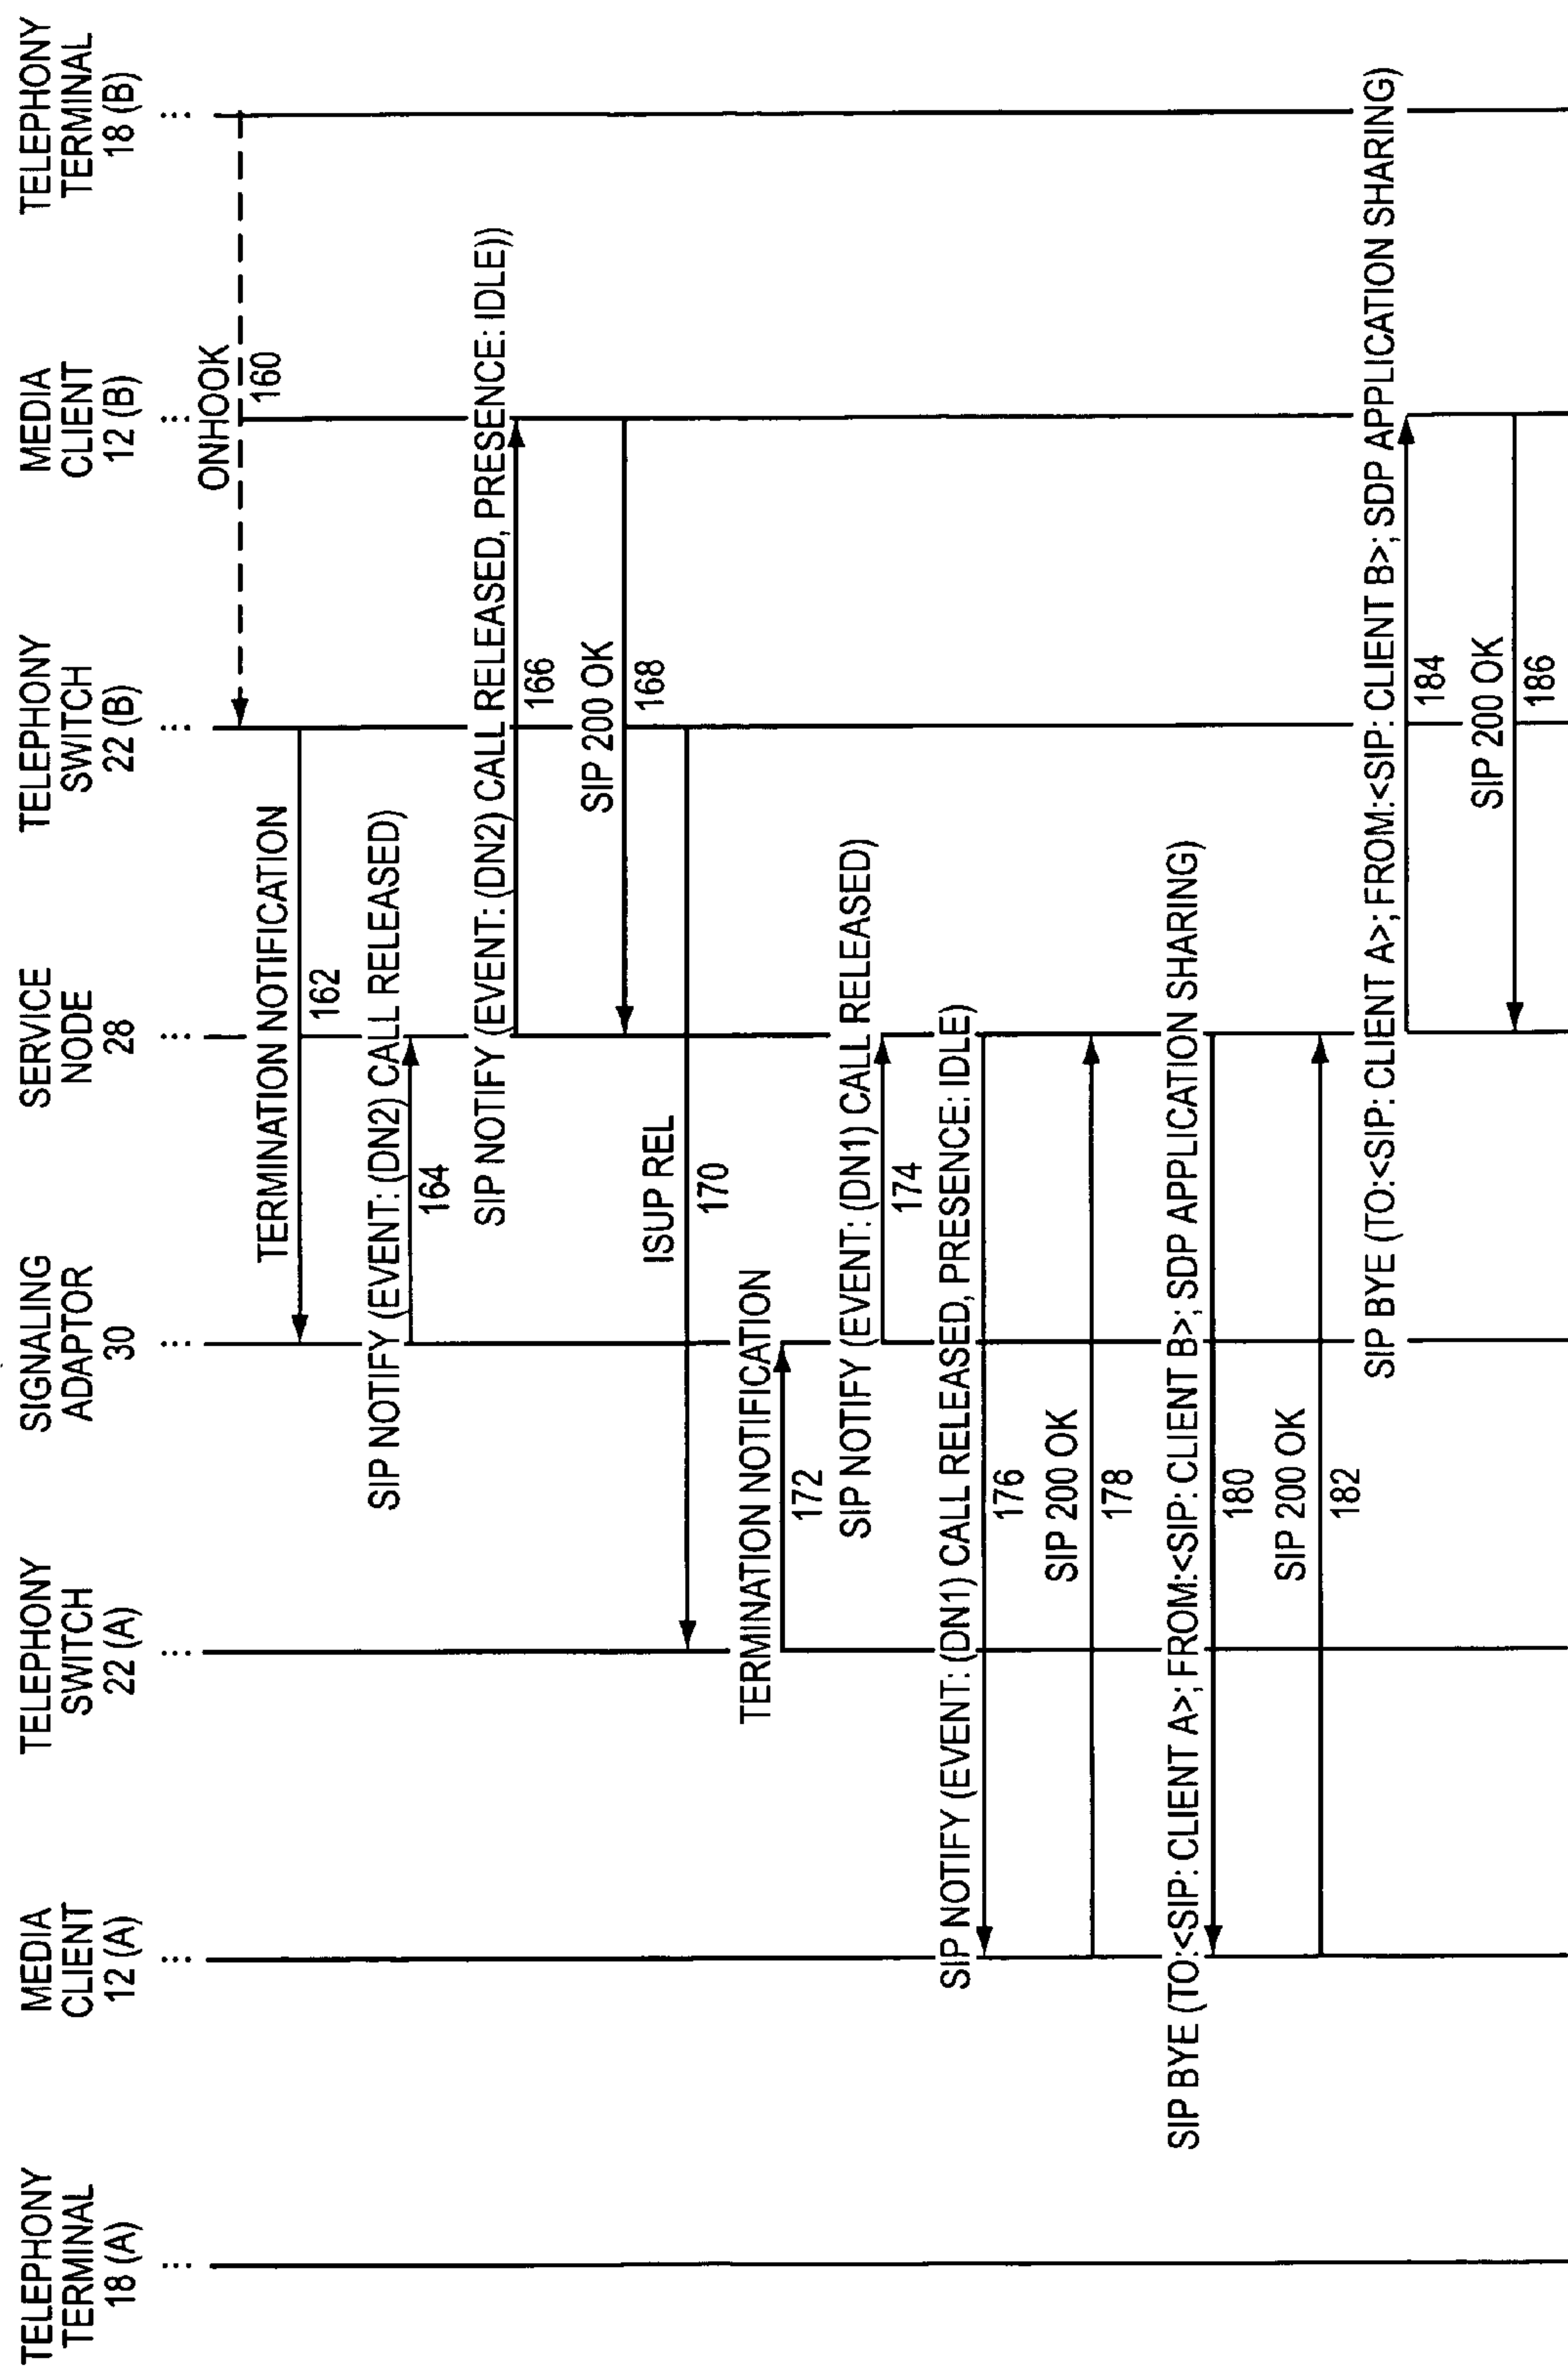 TELEPHONY
TERMINAL
18 (A)
...
MEDIA
CLIENT
12 (A)
...
TELEPHONY
SWITCH
22 (A)
...
SIGNALING
ADAPTOR
30
...
SERVICE
NODE
28
...
TELEPHONY
SWITCH
22 (B)
...
MEDIA
CLIENT
12 (B)
...
TELEPHONY
TERMINAL
18 (B)
...
ONHOOK
160
TERMINATION NOTIFICATION
162
SIP NOTIFY (EVENT: (DN2) CALL RELEASED)
164
SIP NOTIFY (EVENT: (DN2) CALL RELEASED, PRESENCE: IDLE))
166
SIP 200 OK
168
ISUP REL
170
TERMINATION NOTIFICATION
172
SIP NOTIFY (EVENT: (DN1) CALL RELEASED)
174
SIP NOTIFY (EVENT: (DN1) CALL RELEASED, PRESENCE: IDLE)
176
SIP 200 OK
178
SIP BYE (TO:<SIP: CLIENT A>; FROM:<SIP: CLIENT B>; SDP APPLICATION SHARING)
180
SIP 200 OK
182
SIP BYE (TO:<SIP: CLIENT A>; FROM:<SIP: CLIENT B>; SDP APPLICATION SHARING)
184
SIP 200 OK
186